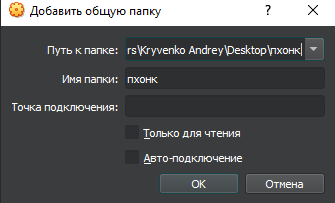 Добавить общую папку
Путь к папке: rs\Kryvenko Andrey\Desktop\пхонк
Имя папки: пхонк
Точка подключения:
Только для чтения
Авто-подключение
ОК Отмена